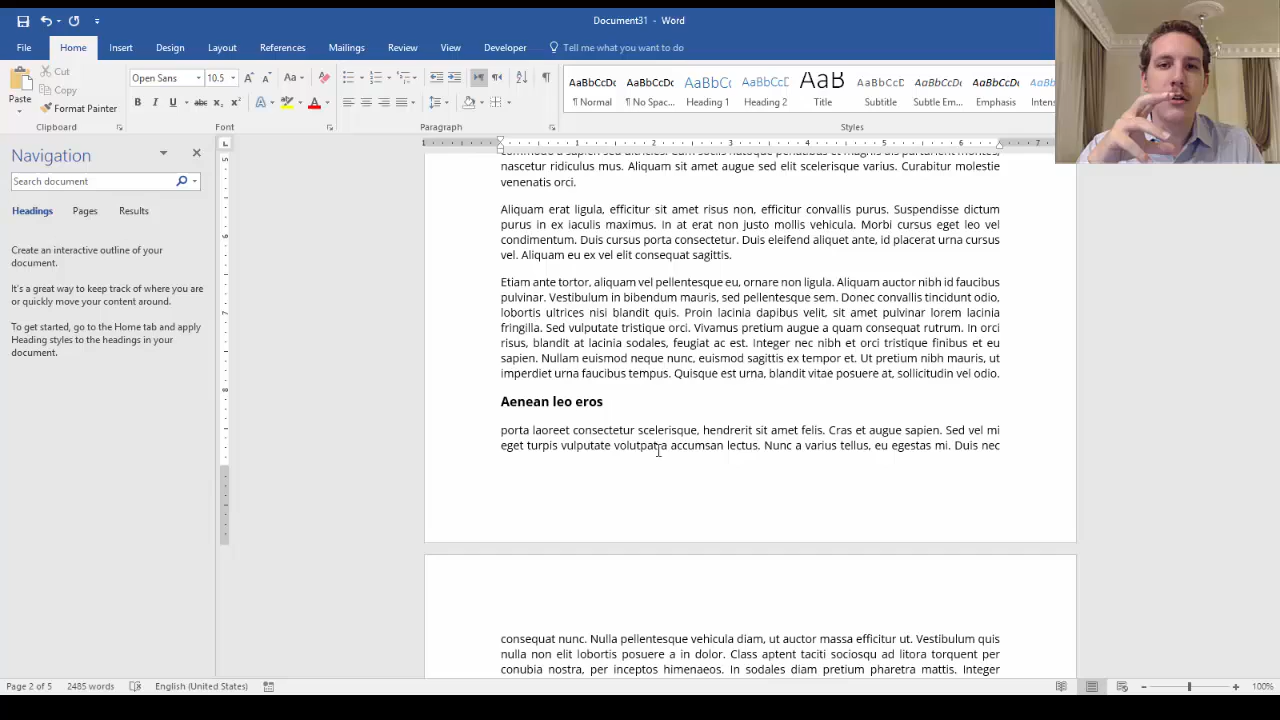 Document31 - Word
File Home Insert Design Layout References Mailings Review View Developer Tell me what you want to do
Paste
Cut
Copy
Format Painter
Open Sans 10.5
AaBbCcDc AaBbCcDc AaBbCc AaBbCcD AaB AaBbCcD AaBbCcDc AaBbCcDc
¶ Normal ¶ No Spac... Heading 1 Heading 2 Title Subtitle Subtle Em... Emphasis Intens
Clipboard Font Paragraph Styles
Navigation
Search document
Headings Pages Results
Create an interactive outline of your
document.
It's a great way to keep track of where you are
or quickly move your content around.
To get started, go to the Home tab and apply
Heading styles to the headings in your
document.
nascetur ridiculus mus. Aliquam sit amet augue sed elit scelerisque varius. Curabitur molestie
venenatis orci.
Aliquam erat ligula, efficitur sit amet risus non, efficitur convallis purus. Suspendisse dictum
purus in ex iaculis maximus. In at erat non justo mollis vehicula. Morbi cursus eget leo vel
condimentum. Duis cursus porta consectetur. Duis eleifend aliquet ante, id placerat urna cursus
vel. Aliquam eu ex vel elit consequat sagittis.
Etiam ante tortor, aliquam vel pellentesque eu, ornare non ligula. Aliquam auctor nibh id faucibus
pulvinar. Vestibulum in bibendum mauris, sed pellentesque sem. Donec convallis tincidunt odio,
lobortis ultrices nisi blandit quis. Proin lacinia dapibus velit, sit amet pulvinar lorem lacinia
fringilla. Sed vulputate tristique orci. Vivamus pretium augue a quam consequat rutrum. In orci
risus, blandit at lacinia sodales, feugiat ac est. Integer nec nibh et orci tristique finibus et eu
sapien. Nullam euismod neque nunc, euismod sagittis ex tempor et. Ut pretium nibh mauris, ut
imperdiet urna faucibus tempus. Quisque est urna, blandit vitae posuere at, sollicitudin vel odio.
Aenean leo eros
porta laoreet consectetur scelerisque, hendrerit sit amet felis. Cras et augue sapien. Sed vel mi
eget turpis vulputate volutpat a accumsan lectus. Nunc a varius tellus, eu egestas mi. Duis nec
consequat nunc. Nulla pellentesque vehicula diam, ut auctor massa efficitur ut. Vestibulum quis
nulla non elit lobortis posuere a in dolor. Class aptent taciti sociosqu ad litora torquent per
conubia nostra, per inceptos himenaeos. In sodales diam pretium pharetra mattis. Integer
Page 2 of 5 2485 words English (United States) 100%